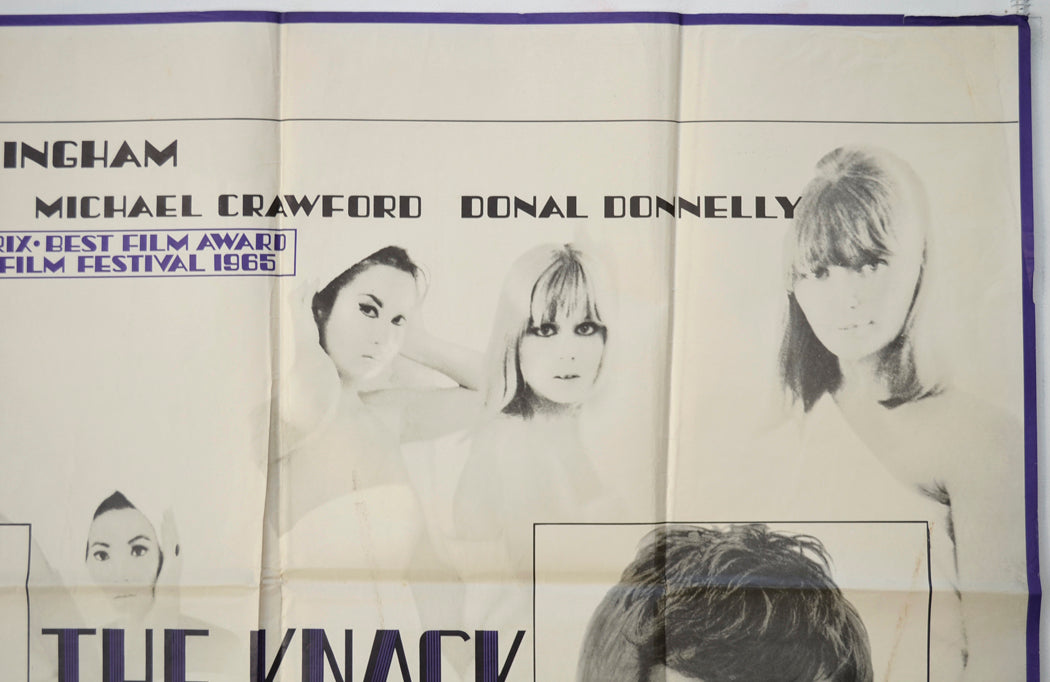 INGHAM
MICHAEL CRAWFORD DONAL DONNELLY
RIX • BEST FILM AWARD
FILM FESTIVAL 1965
THE KNACK